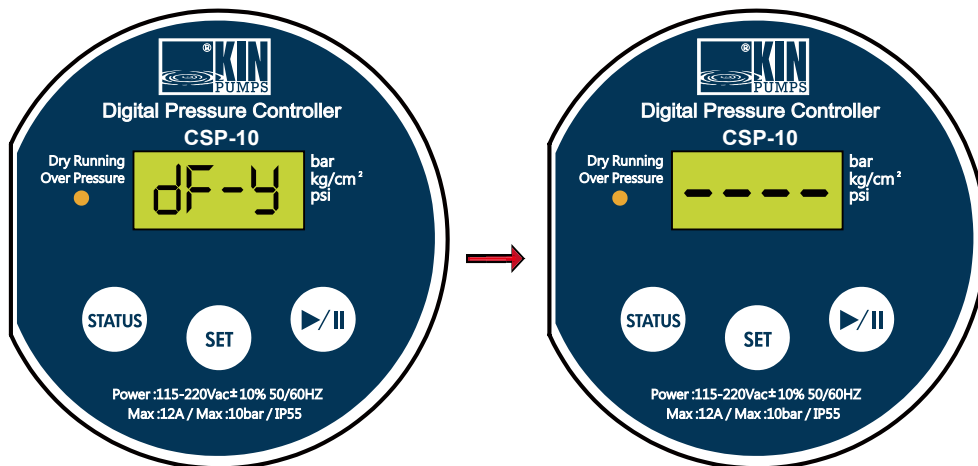 ® KIN
PUMPS
Digital Pressure Controller
CSP-10
Dry Running
Over Pressure
dF-y
bar
kg/cm²
psi
STATUS
SET
▶/II
Power :115-220Vac±10% 50/60HZ
Max :12A / Max :10bar / IP55
® KIN
PUMPS
Digital Pressure Controller
CSP-10
Dry Running
Over Pressure
----
bar
kg/cm²
psi
STATUS
SET
▶/II
Power :115-220Vac±10% 50/60HZ
Max :12A / Max :10bar / IP55